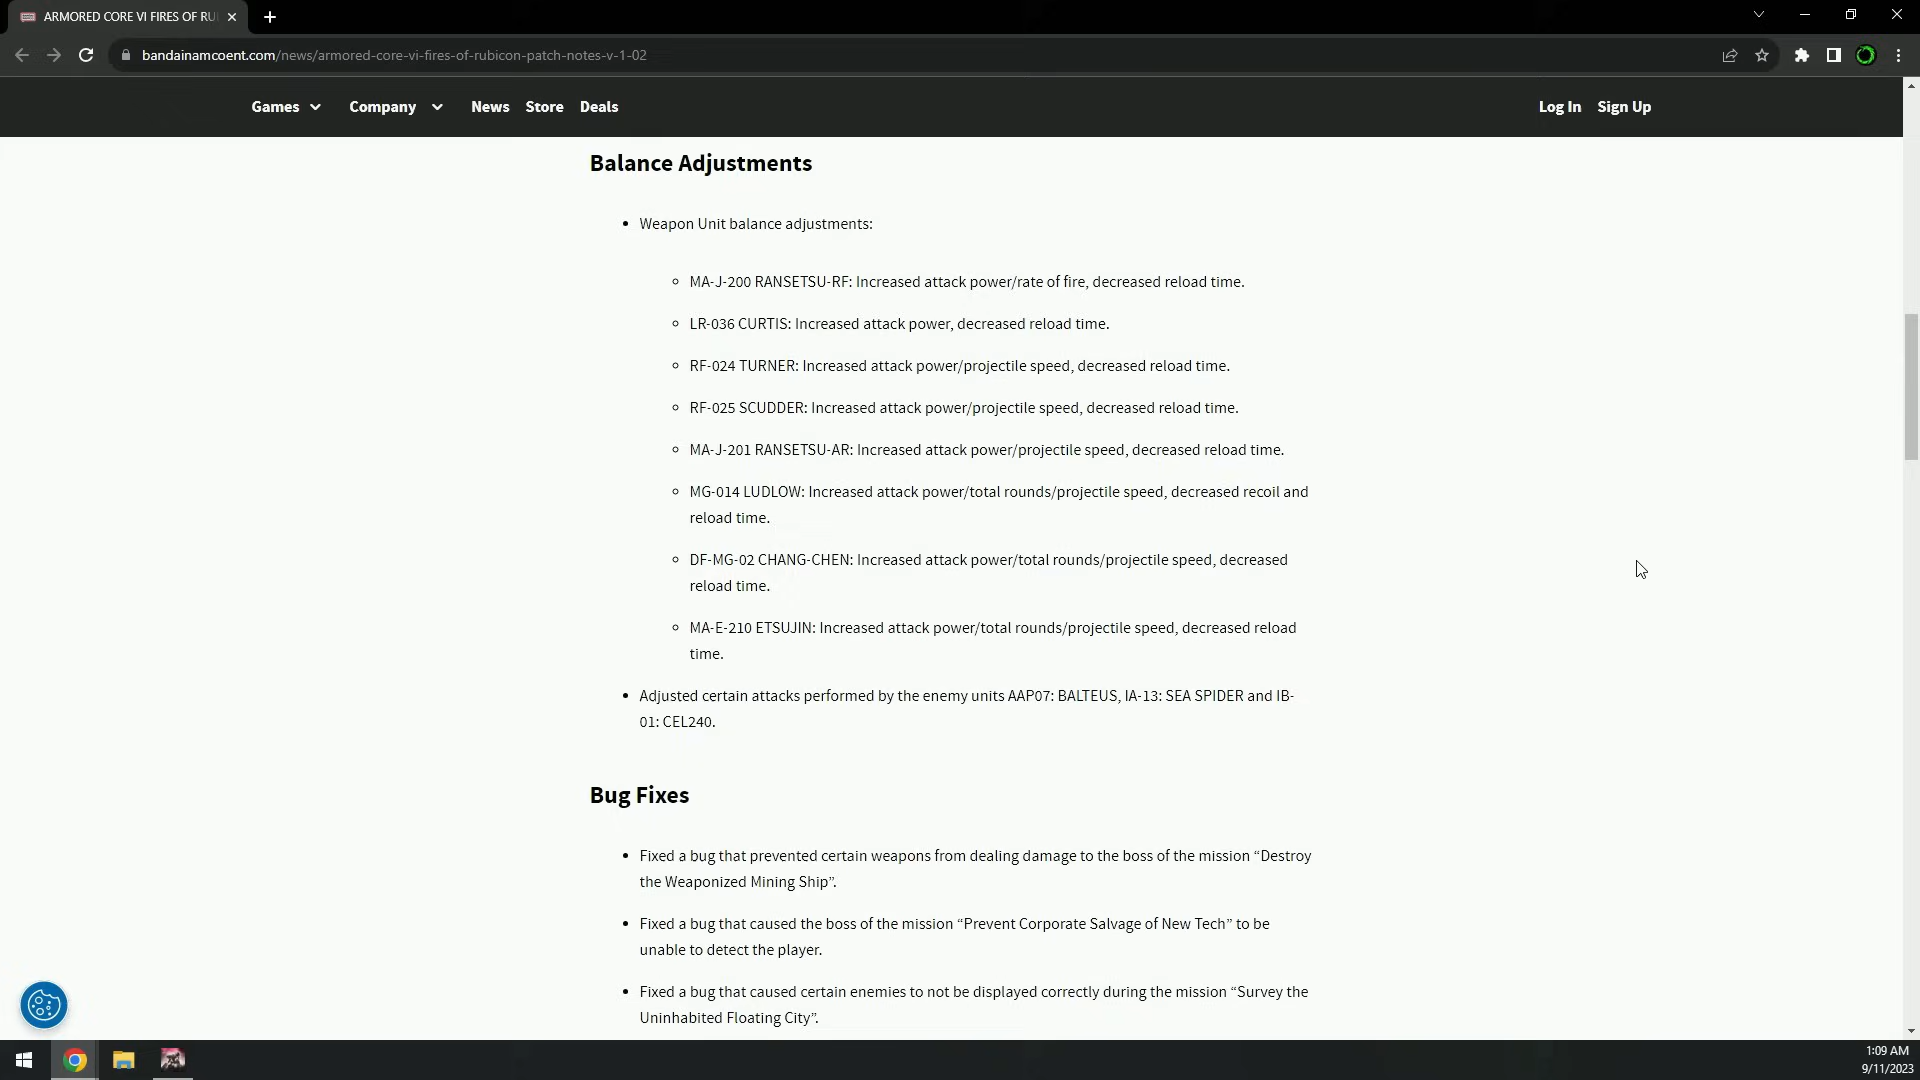 ARMORED CORE VI FIRES OF RU
bandainamcoent.com/news/armored-core-vi-fires-of-rubicon-patch-notes-v-1-02
Games Company News Store Deals Log In Sign Up
Balance Adjustments
• Weapon Unit balance adjustments:
◦ MA-J-200 RANSETSU-RF: Increased attack power/rate of fire, decreased reload time.
◦ LR-036 CURTIS: Increased attack power, decreased reload time.
◦ RF-024 TURNER: Increased attack power/projectile speed, decreased reload time.
◦ RF-025 SCUDDER: Increased attack power/projectile speed, decreased reload time.
◦ MA-J-201 RANSETSU-AR: Increased attack power/projectile speed, decreased reload time.
◦ MG-014 LUDLOW: Increased attack power/total rounds/projectile speed, decreased recoil and
reload time.
◦ DF-MG-02 CHANG-CHEN: Increased attack power/total rounds/projectile speed, decreased
reload time.
◦ MA-E-210 ETSUJIN: Increased attack power/total rounds/projectile speed, decreased reload
time.
• Adjusted certain attacks performed by the enemy units AAP07: BALTEUS, IA-13: SEA SPIDER and IB-
01: CEL240.
Bug Fixes
• Fixed a bug that prevented certain weapons from dealing damage to the boss of the mission “Destroy
the Weaponized Mining Ship”.
• Fixed a bug that caused the boss of the mission “Prevent Corporate Salvage of New Tech” to be
unable to detect the player.
• Fixed a bug that caused certain enemies to not be displayed correctly during the mission “Survey the
Uninhabited Floating City”.
1:09 AM
9/11/2023